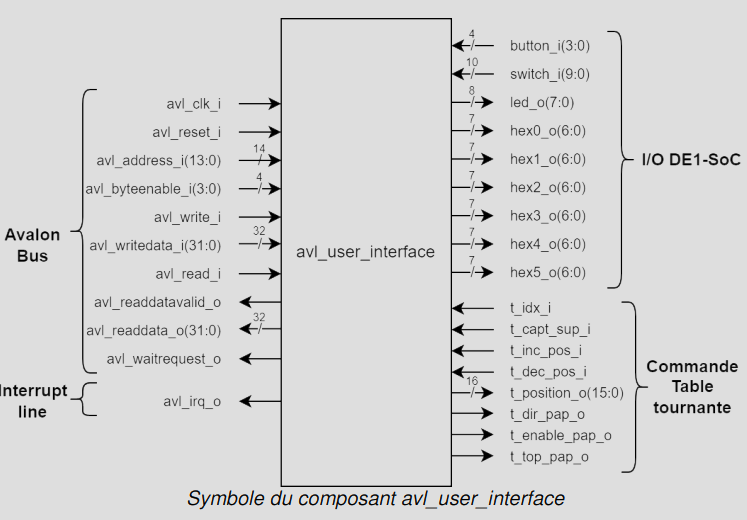 avl_user_interface
Avalon
Bus
avl_clk_i
avl_reset_i
14
avl_address_i(13:0)
4
avl_byteenable_i(3:0)
avl_write_i
32
avl_writedata_i(31:0)
avl_read_i
avl_readdatavalid_o
32
avl_readdata_o(31:0)
avl_waitrequest_o
Interrupt
line
avl_irq_o
4
button_i(3:0)
10
switch_i(9:0)
8
led_o(7:0)
7
hex0_o(6:0)
7
hex1_o(6:0)
7
hex2_o(6:0)
7
hex3_o(6:0)
7
hex4_o(6:0)
7
hex5_o(6:0)
I/O DE1-SoC
t_idx_i
t_capt_sup_i
t_inc_pos_i
t_dec_pos_i
16
t_position_o(15:0)
t_dir_pap_o
t_enable_pap_o
t_top_pap_o
Commande
Table
tournante
Symbole du composant avl_user_interface